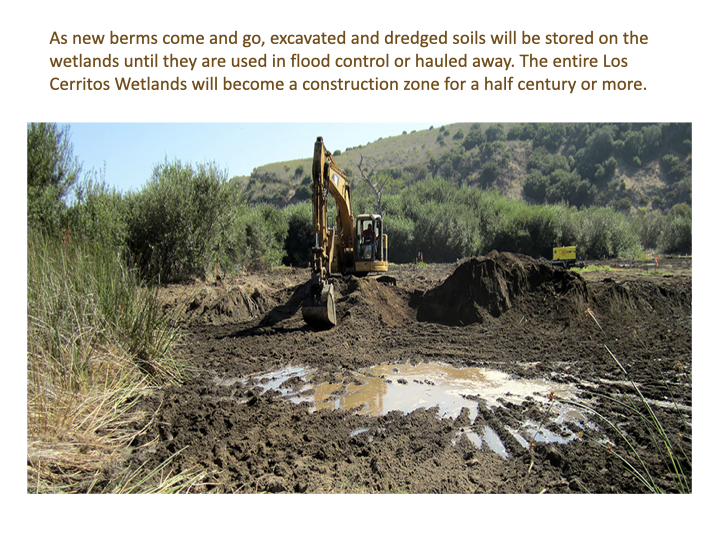 As new berms come and go, excavated and dredged soils will be stored on the
wetlands until they are used in flood control or hauled away. The entire Los
Cerritos Wetlands will become a construction zone for a half century or more.